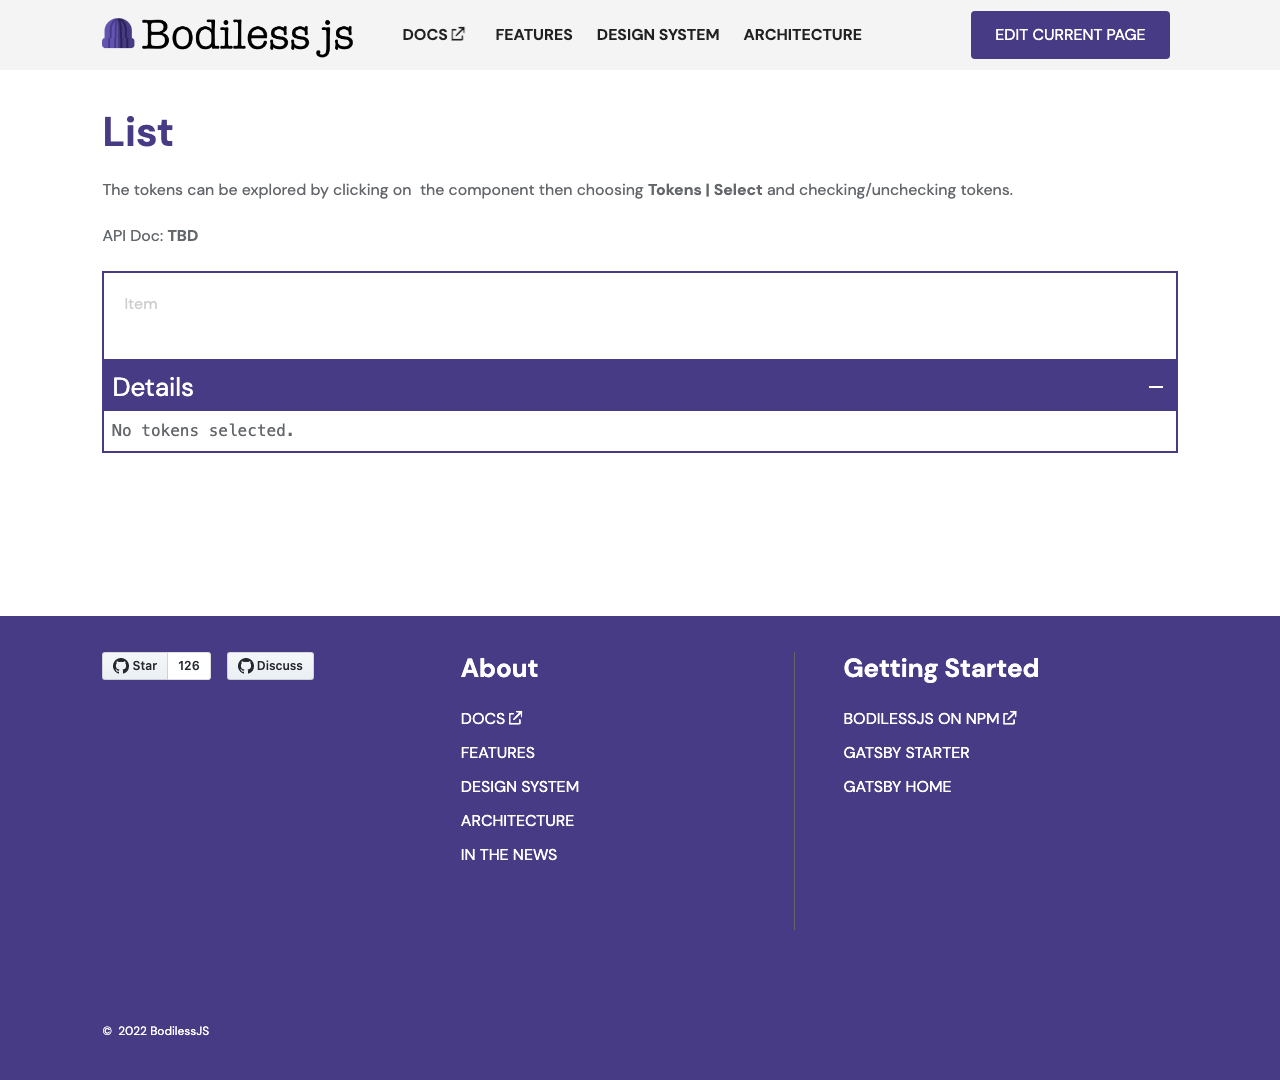 Bodiless js
DOCS
FEATURES
DESIGN SYSTEM
ARCHITECTURE
EDIT CURRENT PAGE
List
The tokens can be explored by clicking on  the component then choosing Tokens | Select and checking/unchecking tokens.
API Doc: TBD
Item
Details
No tokens selected.
Star 126
Discuss
About
DOCS
FEATURES
DESIGN SYSTEM
ARCHITECTURE
IN THE NEWS
Getting Started
BODILESSJS ON NPM
GATSBY STARTER
GATSBY HOME
© 2022 BodilessJS